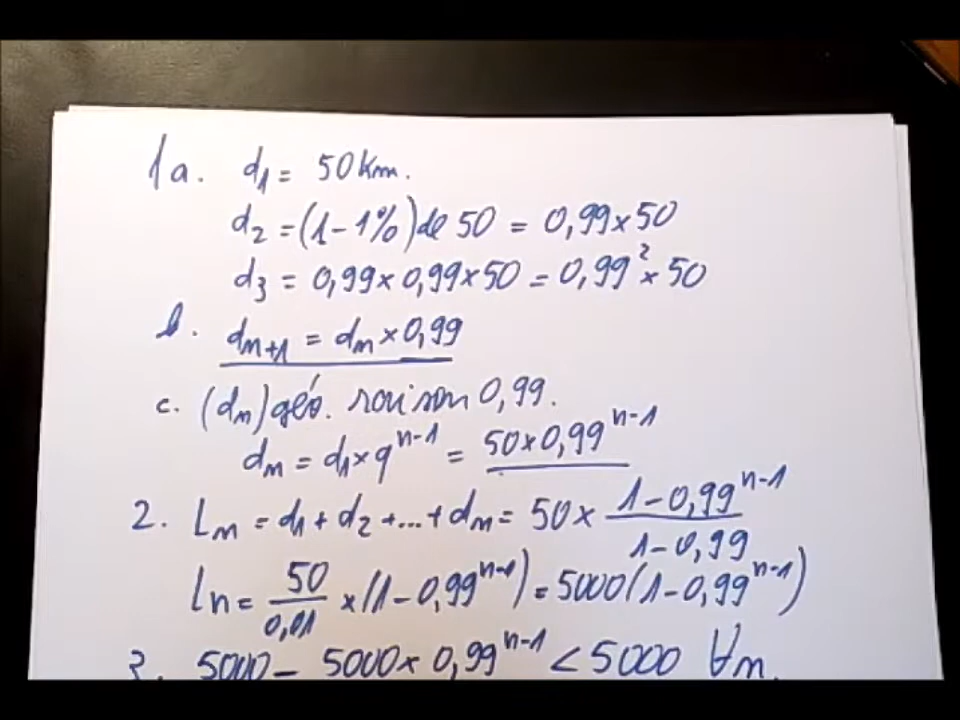 1a. d₁ = 50 km.
d₂ = (1 - 1%) de 50 = 0,99 × 50
d₃ = 0,99 × 0,99 × 50 = 0,99² × 50
b. dₙ₊₁ = dₙ × 0,99
c. (dₙ) géo. raison 0,99.
dₙ = d₁ × qⁿ⁻¹ = 50 × 0,99ⁿ⁻¹
2. Lₙ = d₁ + d₂ + ... + dₙ = 50 × (1 - 0,99ⁿ⁻¹) / (1 - 0,99)
Ln = 50/0,01 × (1 - 0,99ⁿ⁻¹) = 5000 (1 - 0,99ⁿ⁻¹)
3. 5000 - 5000 × 0,99ⁿ⁻¹ < 5000 ∀n.